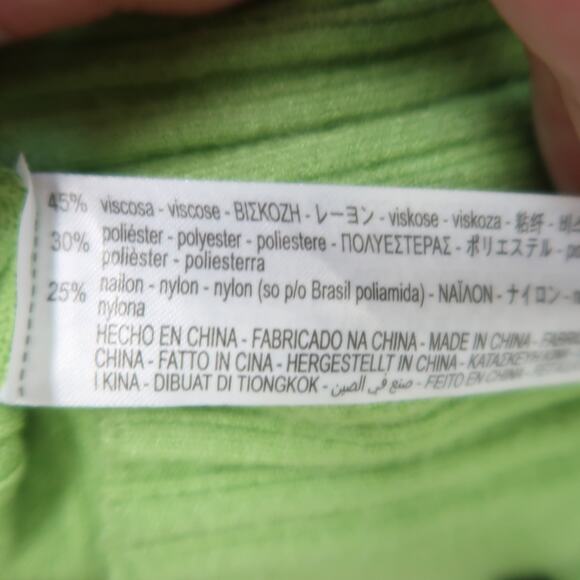 45% viscosa - viscose - ΒΙΣΚΟΖΗ - レーヨン - viskose - viskoza - 粘纤 -
30% poliéster - polyester - poliestere - ΠΟΛΥΕΣΤΕΡΑΣ - ポリエステル -
polièster - poliesterra
25% nailon - nylon - nylon (so p/o Brasil poliamida) - ΝΑΪΛΟΝ - ナイロン -
nylona
HECHO EN CHINA - FABRICADO NA CHINA - MADE IN CHINA -
CHINA - FATTO IN CINA - HERGESTELLT IN CHINA -
I KINA - DIBUAT DI TIONGKOK - صنع في الصين - FEITO EN CHINA -